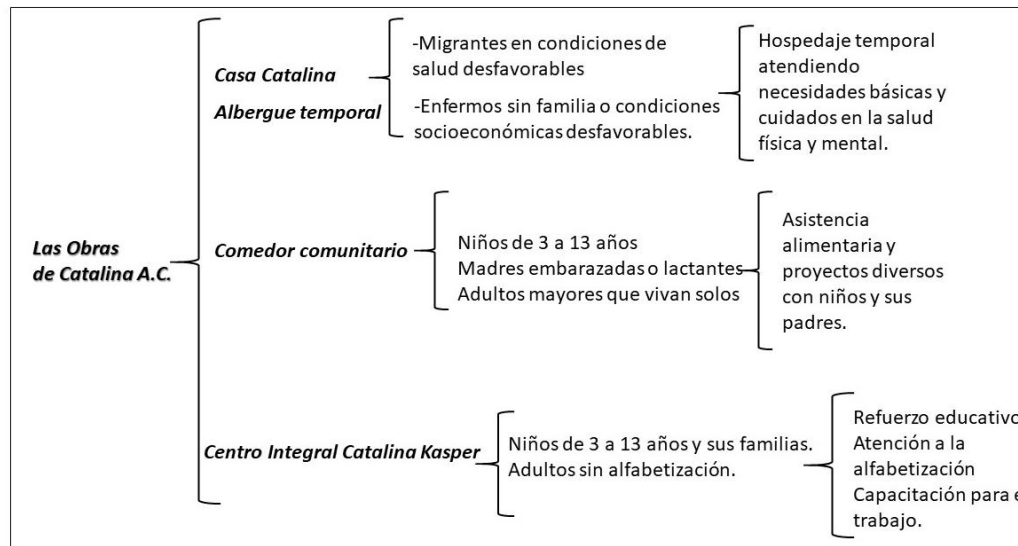 Las Obras
de Catalina A.C.
Casa Catalina
Albergue temporal
-Migrantes en condiciones de
salud desfavorables
-Enfermos sin familia o condiciones
socioeconómicas desfavorables.
Hospedaje temporal
atendiendo
necesidades básicas y
cuidados en la salud
física y mental.
Comedor comunitario
Niños de 3 a 13 años
Madres embarazadas o lactantes
Adultos mayores que vivan solos
Asistencia
alimentaria y
proyectos diversos
con niños y sus
padres.
Centro Integral Catalina Kasper
Niños de 3 a 13 años y sus familias.
Adultos sin alfabetización.
Refuerzo educativo
Atención a la
alfabetización
Capacitación para e
trabajo.